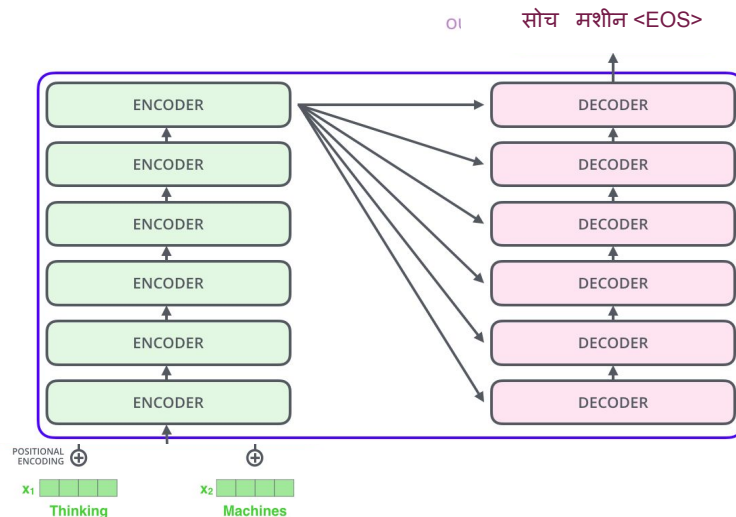 सोच मशीन <EOS>
ENCODER DECODER
ENCODER DECODER
ENCODER DECODER
ENCODER DECODER
ENCODER DECODER
ENCODER DECODER
POSITIONAL
ENCODING
x₁ x₂
Thinking Machines